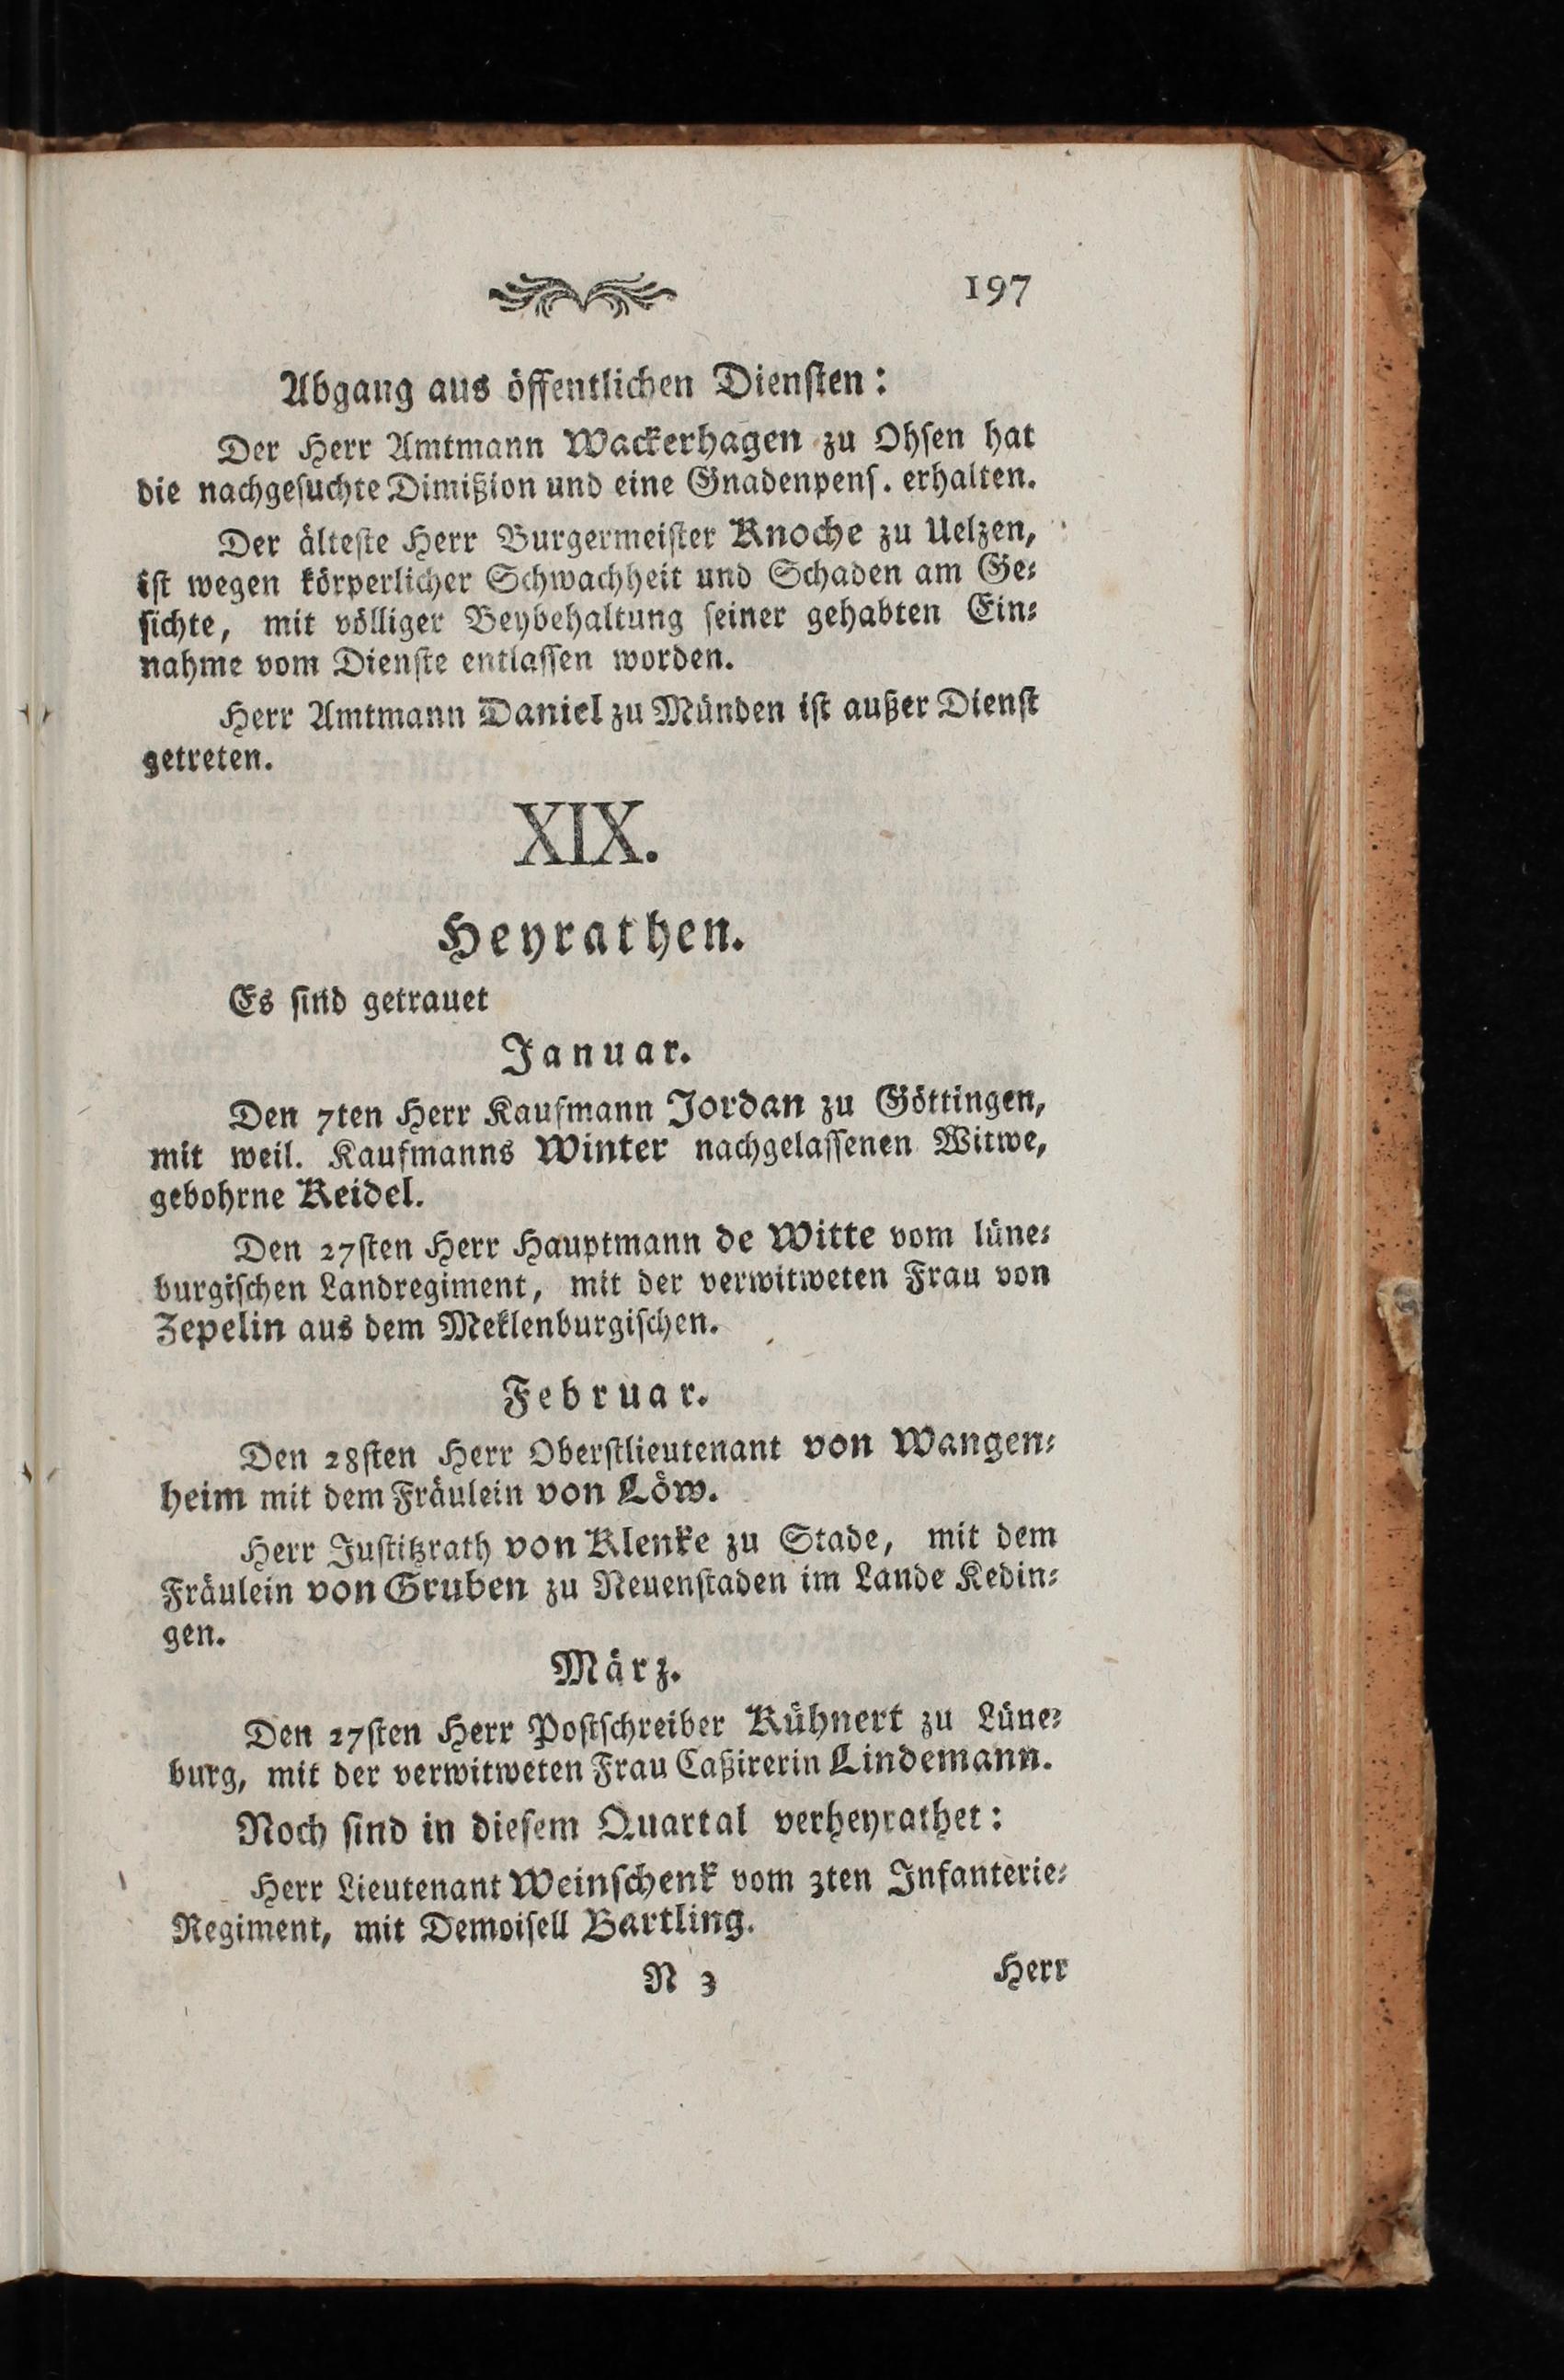 197
Abgang aus öffentlichen Dienſten:
Der Herr Amtmann Wackerhagen zu Ohſen hat
die nachgeſuchte Dimißion und eine Gnadenpenſ. erhalten.
Der älteſte Herr Burgermeiſter Knoche zu Uelzen,
iſt wegen körperlicher Schwachheit und Schaden am Ge⸗
ſichte, mit völliger Beybehaltung ſeiner gehabten Ein⸗
nahme vom Dienſte entlaſſen worden.
Herr Amtmann Daniel zu Münden iſt außer Dienſt
getreten.
XIX.
Heyrathen.
Es ſind getrauet
Januar.
Den 7ten Herr Kaufmann Jordan zu Göttingen,
mit weil. Kaufmanns Winter nachgelaſſenen Witwe,
gebohrne Reidel.
Den 27ſten Herr Hauptmann de Witte vom lüne⸗
burgiſchen Landregiment, mit der verwitweten Frau von
Zepelin aus dem Meklenburgiſchen.
Februar.
Den 28ſten Herr Oberſtlieutenant von Wangen⸗
heim mit dem Fräulein von Löw.
Herr Juſtitzrath von Klenke zu Stade, mit dem
Fräulein von Gruben zu Neuenſtaden im Lande Kedin⸗
gen.
März.
Den 27ſten Herr Poſtſchreiber Kühnert zu Lüne⸗
burg, mit der verwitweten Frau Caßirerin Lindemann.
Noch ſind in dieſem Quartal verheyrathet:
Herr Lieutenant Weinſchenk vom 3ten Infanterie⸗
Regiment, mit Demoiſell Bartling.
N 3
Herr